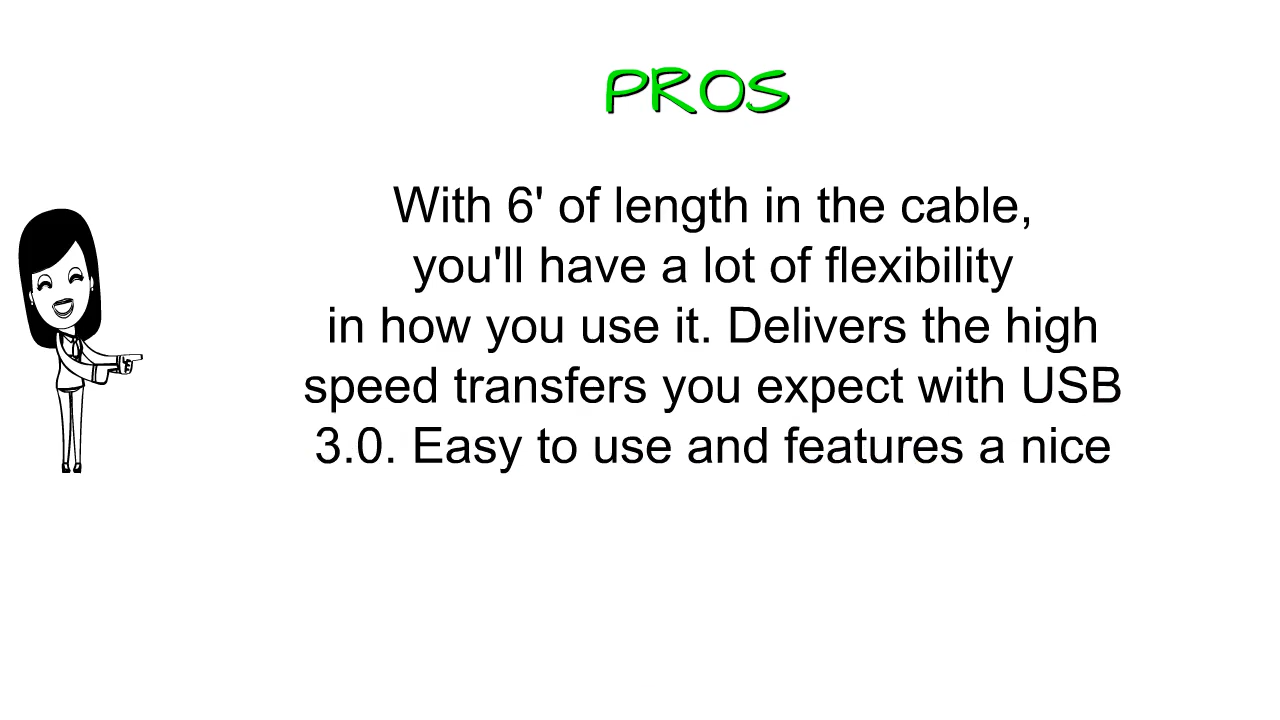 PROS
With 6' of length in the cable,
you'll have a lot of flexibility
in how you use it. Delivers the high
speed transfers you expect with USB
3.0. Easy to use and features a nice